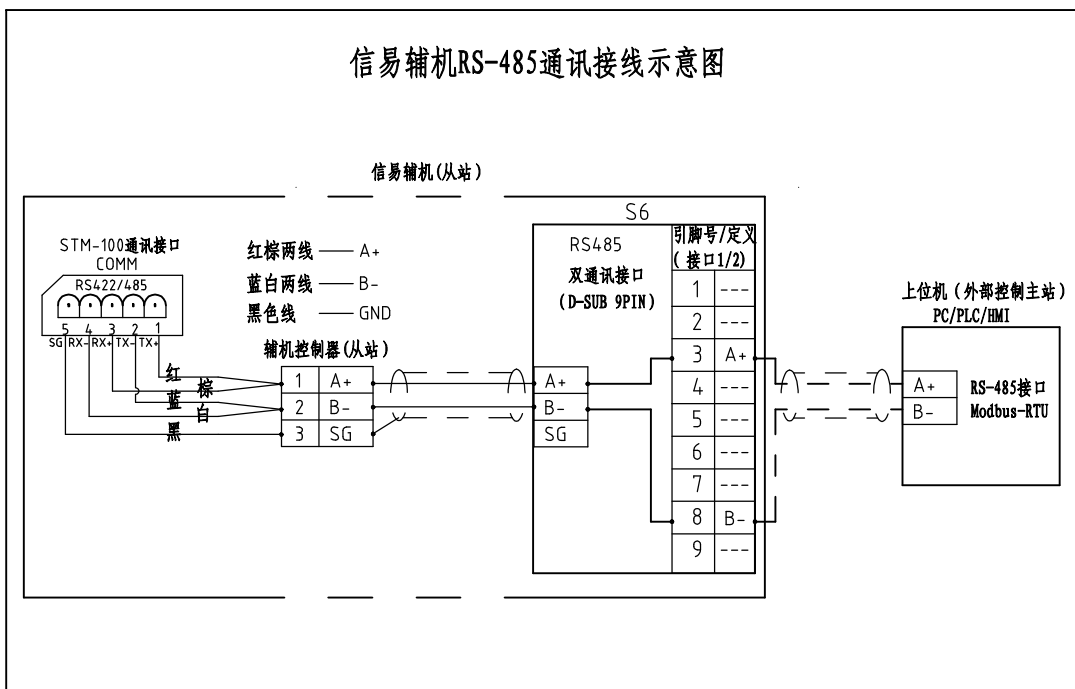 信易辅机RS-485通讯接线示意图
信易辅机(从站)
S6
STM-100通讯接口
COMM
RS422/485
5 4 3 2 1
SG RX- RX+ TX- TX+
红棕两线 — A+
蓝白两线 — B-
黑色线 — GND
辅机控制器(从站)
红
棕
蓝
白
黑
1 A+
2 B-
3 SG
RS485
双通讯接口
(D-SUB 9PIN)
A+
B-
SG
引脚号/定义
(接口1/2)
1 ---
2 ---
3 A+
4 ---
5 ---
6 ---
7 ---
8 B-
9 ---
上位机(外部控制主站)
PC/PLC/HMI
A+
B-
RS-485接口
Modbus-RTU